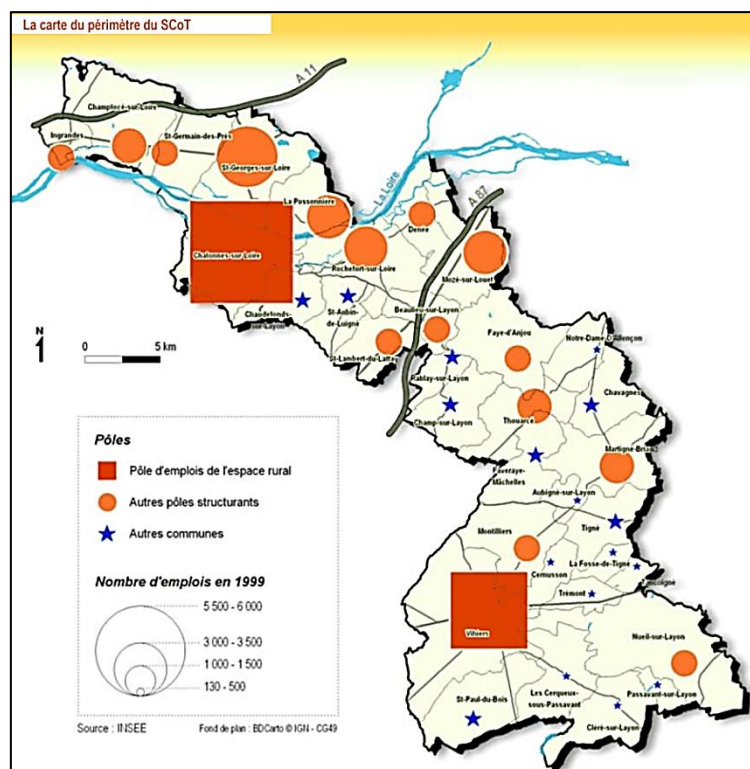 La carte du périmètre du SCoT
A 11
Champtocé-sur-Loire
Ingrandes
St-Germain-des-Prés
St-Georges-sur-Loire
La Loire
La Possonnière
A 87
Denée
Chalonnes-sur-Loire
Rochefort-sur-Loire
Mozé-sur-Louet
Chaudefonds-
sur-Layon
St-Aubin-
de-Luigné
Beaulieu-sur-Layon
St-Lambert-du-Lattay
Faye-d'Anjou
Notre-Dame-d'Allençon
N
0 5 km
Rablay-sur-Layon
Champ-sur-Layon
Chavagnes
Thouarcé
Martigné-Briand
Faveraye-
Mâchelles
Aubigné-sur-Layon
Tigné
Montilliers
La Fosse-de-Tigné
Cernusson
Tancoigné
Trémont
Vihiers
Nueil-sur-Layon
St-Paul-du-Bois
Les Cerqueux-
sous-Passavant
Passavant-sur-Layon
Cléré-sur-Layon
Pôles
Pôle d'emplois de l'espace rural
Autres pôles structurants
Autres communes
Nombre d'emplois en 1999
5 500 - 6 000
3 000 - 3 500
1 000 - 1 500
130 - 500
Source : INSEE
Fond de plan : BDCarto © IGN - CG49